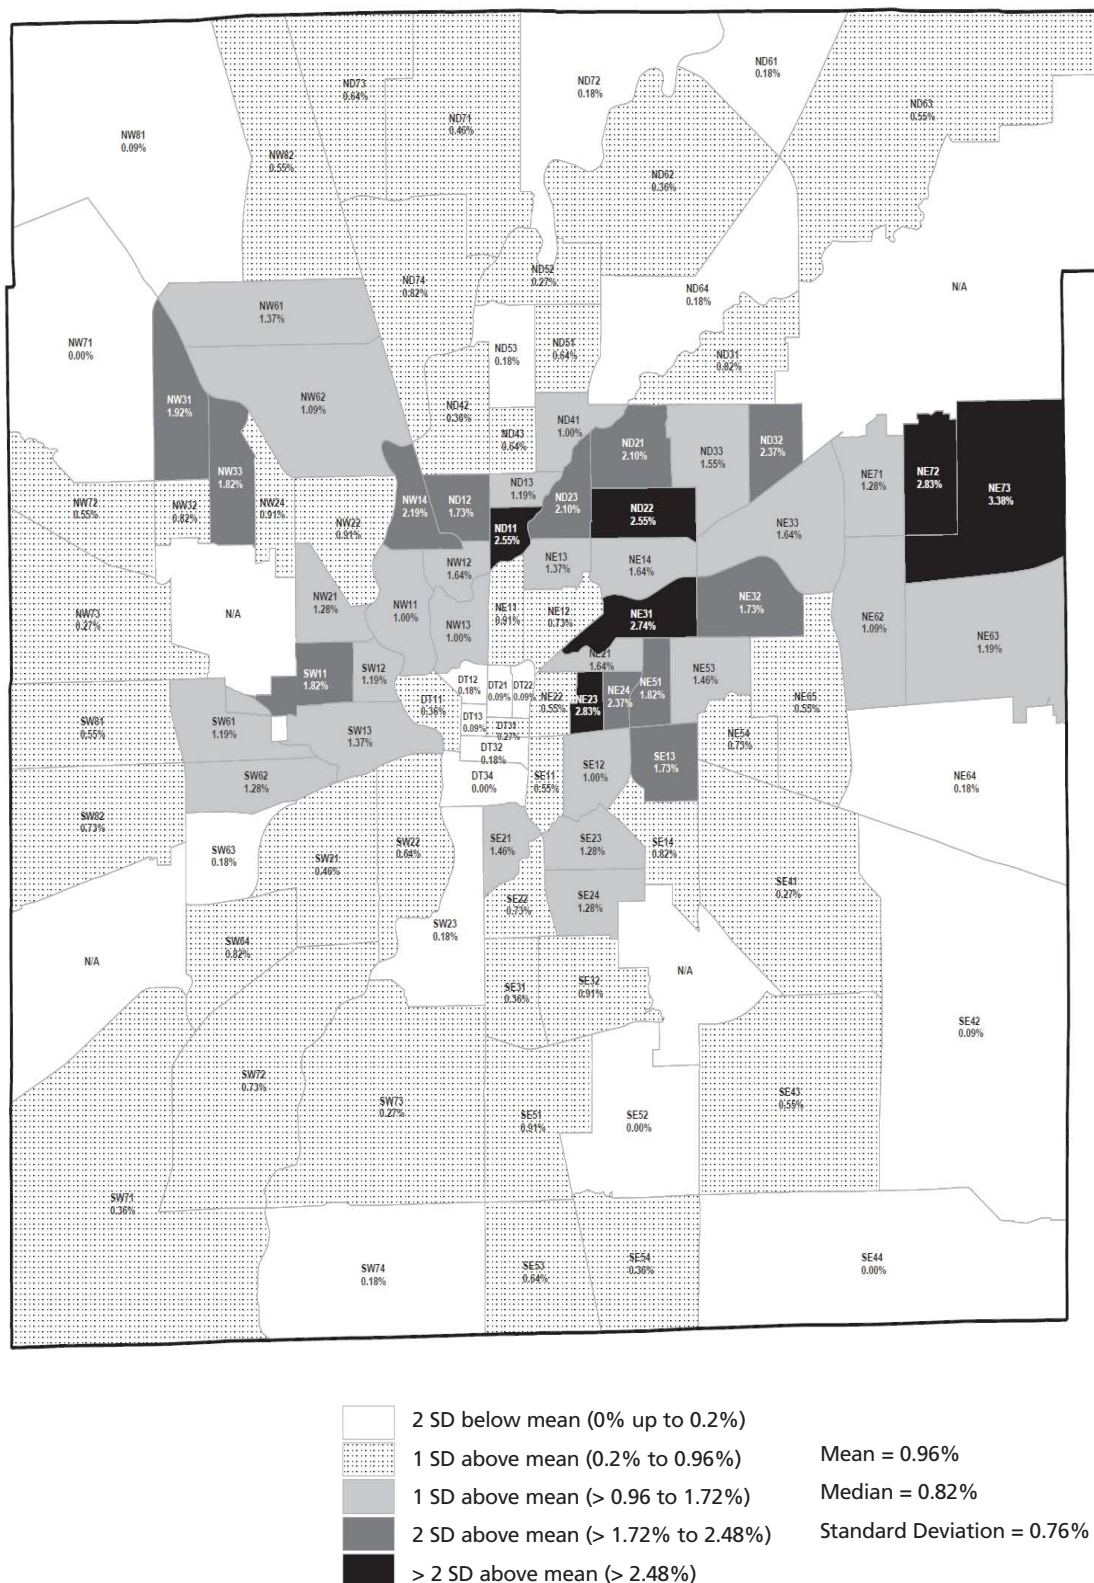 ND61
0.18%
ND72
0.18%
ND73
0.64%
ND63
0.55%
ND71
0.46%
NW81
0.09%
NW82
0.55%
ND62
0.36%
ND52
0.27%
ND74
0.82%
ND64
0.18%
N/A
NW61
1.37%
NW71
0.00%
ND53
0.18%
ND51
0.64%
ND31
0.82%
NW31
1.92%
NW62
1.09%
ND42
0.36%
ND41
1.00%
ND43
0.64%
ND21
2.10%
ND33
1.55%
ND32
2.37%
NE71
1.28%
NE72
2.83%
NE73
3.38%
NW33
1.82%
NW72
0.55%
NW32
0.82%
NW24
0.91%
NW22
0.91%
NW14
2.19%
ND12
1.73%
ND13
1.19%
ND23
2.10%
ND22
2.55%
ND11
2.55%
NE33
1.64%
NW12
1.64%
NE13
1.37%
NE14
1.64%
NW21
1.28%
NW11
1.00%
NW13
1.00%
NE11
0.91%
NE12
0.73%
NE31
2.74%
NE32
1.73%
NW73
0.27%
N/A
NE62
1.09%
NE63
1.19%
SW11
1.82%
SW12
1.19%
NE21
1.64%
NE53
1.46%
DT12
0.18%
DT21
0.09%
DT22
0.09%
DT11
0.36%
NE22
0.55%
NE23
2.83%
NE24
2.37%
NE51
1.82%
NE65
0.55%
SW81
0.55%
SW61
1.19%
SW13
1.37%
DT13
0.09%
DT31
0.27%
DT32
0.18%
NE54
0.73%
SE13
1.73%
SE12
1.00%
SW62
1.28%
DT34
0.00%
SE11
0.55%
NE64
0.18%
SW82
0.73%
SW63
0.18%
SW21
0.46%
SW22
0.64%
SE21
1.46%
SE23
1.28%
SE14
0.82%
SE41
0.27%
SE22
0.73%
SE24
1.28%
SW23
0.18%
SW64
0.82%
N/A
N/A
SE31
0.36%
SE32
0.91%
SE42
0.09%
SW72
0.73%
SW73
0.27%
SE51
0.91%
SE52
0.00%
SE43
0.55%
SW71
0.36%
SW74
0.18%
SE53
0.64%
SE54
0.36%
SE44
0.00%
2 SD below mean (0% up to 0.2%)
1 SD above mean (0.2% to 0.96%)
1 SD above mean (> 0.96 to 1.72%)
2 SD above mean (> 1.72% to 2.48%)
> 2 SD above mean (> 2.48%)
Mean = 0.96%
Median = 0.82%
Standard Deviation = 0.76%